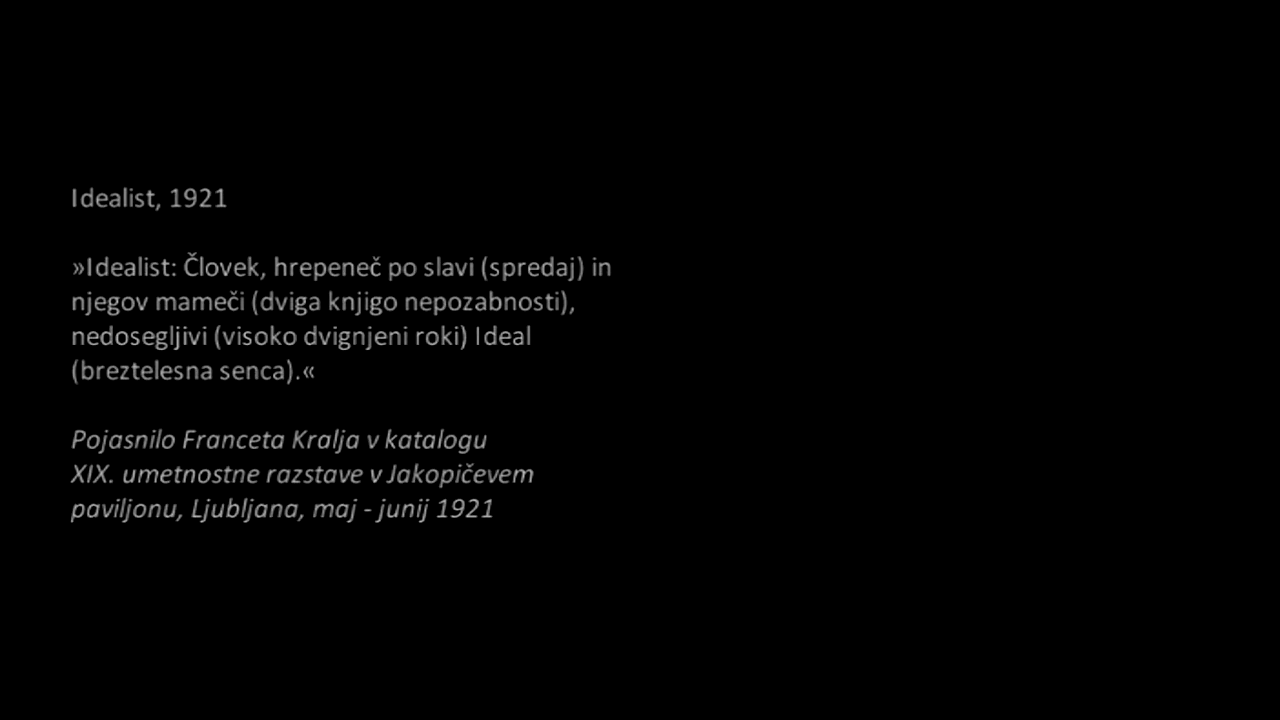 Idealist, 1921
»Idealist: Človek, hrepeneč po slavi (spredaj) in
njegov mameči (dviga knjigo nepozabnosti),
nedosegljivi (visoko dvignjeni roki) Ideal
(breztelesna senca).«
Pojasnilo Franceta Kralja v katalogu
XIX. umetnostne razstave v Jakopičevem
paviljonu, Ljubljana, maj - junij 1921